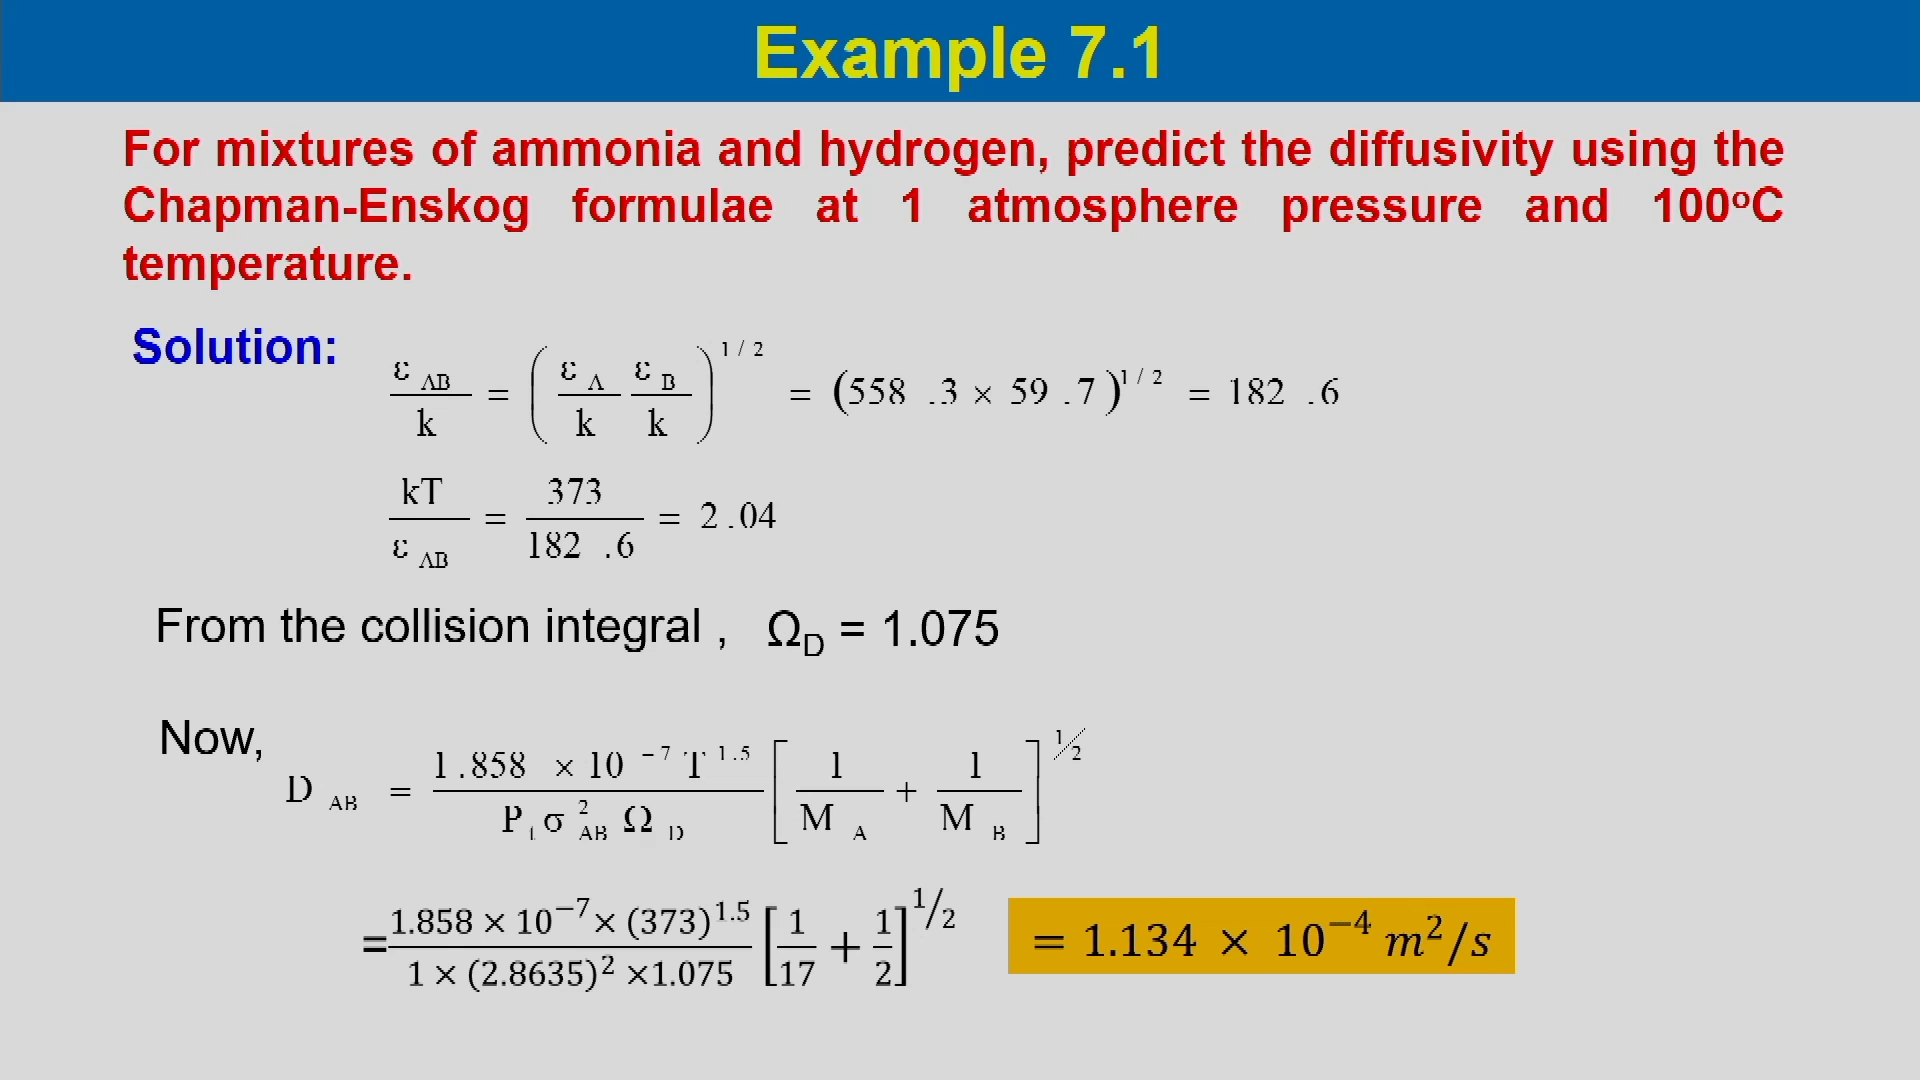 Example 7.1
For mixtures of ammonia and hydrogen, predict the diffusivity using the
Chapman-Enskog formulae at 1 atmosphere pressure and 100°C
temperature.
Solution:
ε_AB / k = (ε_A / k ε_B / k)^1/2 = (558 .3 × 59 .7)^1/2 = 182 .6
kT / ε_AB = 373 / 182 .6 = 2 .04
From the collision integral , Ω_D = 1.075
Now,
D_AB = 1 .858 × 10^-7 T^1.5 / P_t σ_AB^2 Ω_D [1 / M_A + 1 / M_B]^1/2
= 1.858 × 10^−7 × (373)^1.5 / 1 × (2.8635)^2 ×1.075 [1/17 + 1/2]^1/2 = 1.134 × 10^−4 m^2/s